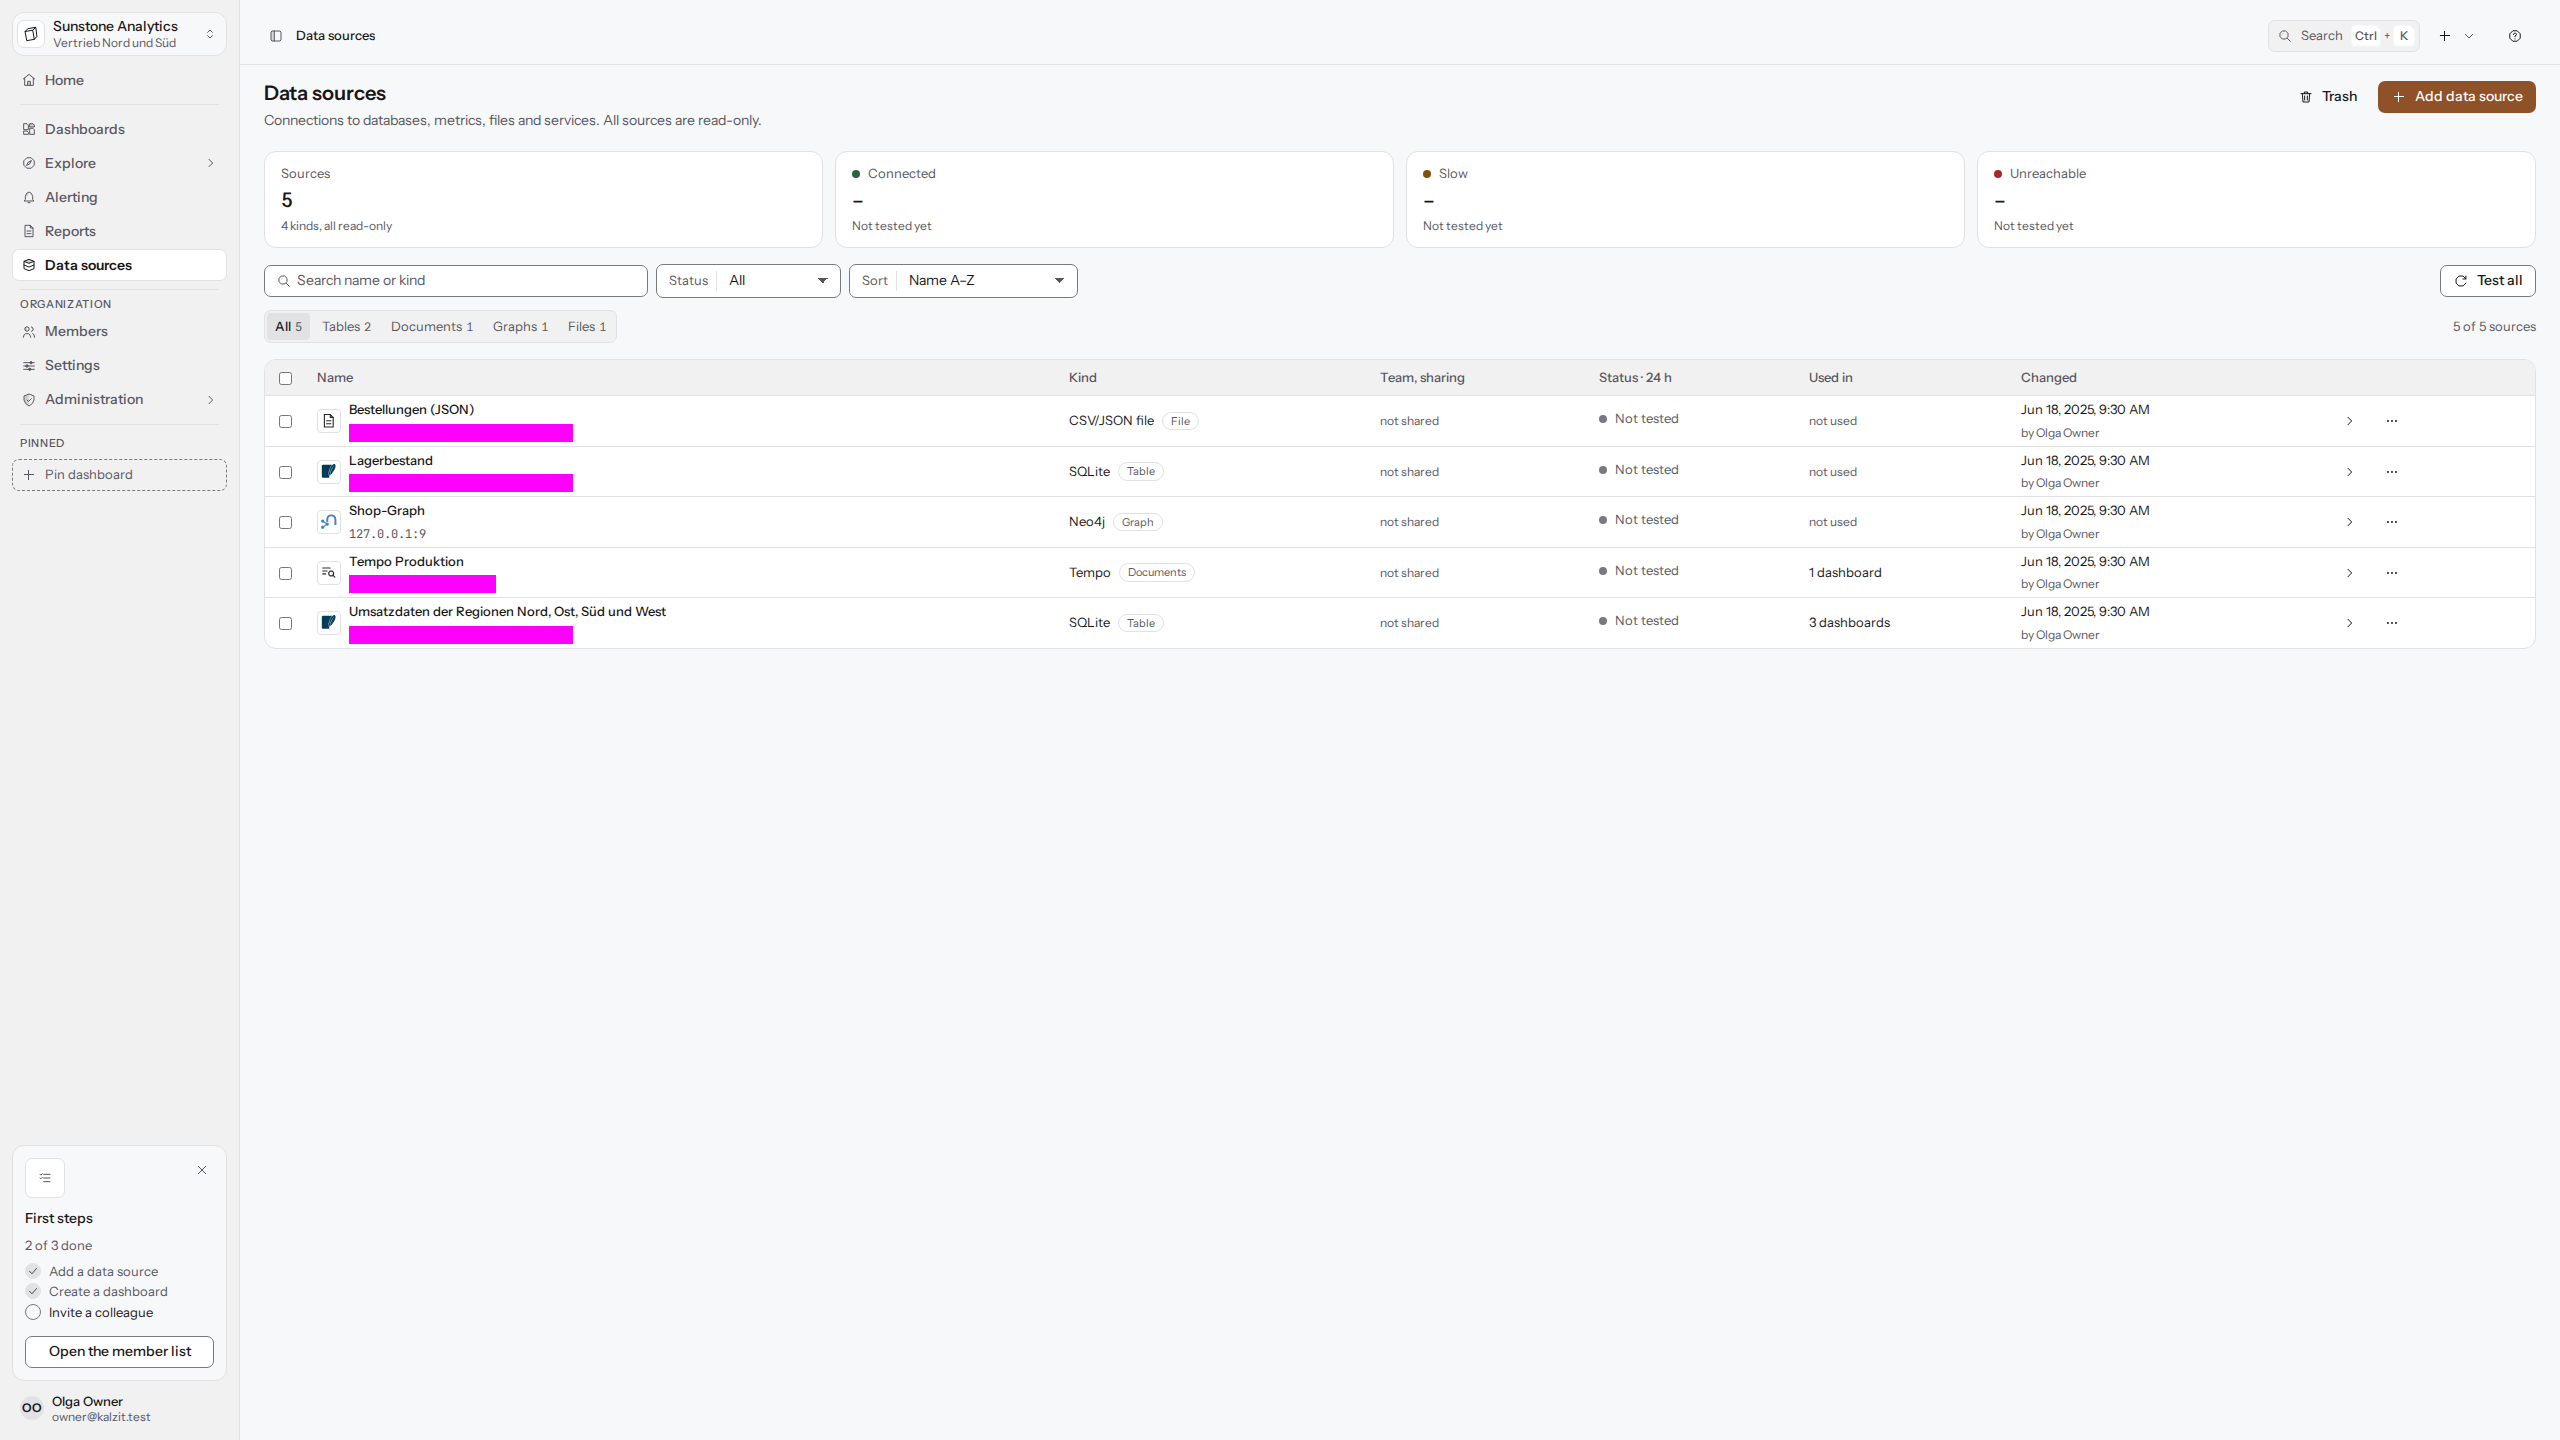 Sunstone Analytics
Vertrieb Nord und Süd
Home
Dashboards
Explore
Alerting
Reports
Data sources
ORGANIZATION
Members
Settings
Administration
PINNED
Pin dashboard
First steps
2 of 3 done
Add a data source
Create a dashboard
Invite a colleague
Open the member list
OO Olga Owner
owner@kalzit.test
Data sources
Search Ctrl + K
Data sources
Connections to databases, metrics, files and services. All sources are read-only.
Trash
Add data source
Sources
5
4 kinds, all read-only
Connected
–
Not tested yet
Slow
–
Not tested yet
Unreachable
–
Not tested yet
Search name or kind
Status All
Sort Name A–Z
Test all
All 5 Tables 2 Documents 1 Graphs 1 Files 1
5 of 5 sources
Name Kind Team, sharing Status · 24 h Used in Changed
Bestellungen (JSON)
CSV/JSON file File not shared Not tested not used Jun 18, 2025, 9:30 AM
by Olga Owner
Lagerbestand
SQLite Table not shared Not tested not used Jun 18, 2025, 9:30 AM
by Olga Owner
Shop-Graph
127.0.0.1:9
Neo4j Graph not shared Not tested not used Jun 18, 2025, 9:30 AM
by Olga Owner
Tempo Produktion
Tempo Documents not shared Not tested 1 dashboard Jun 18, 2025, 9:30 AM
by Olga Owner
Umsatzdaten der Regionen Nord, Ost, Süd und West
SQLite Table not shared Not tested 3 dashboards Jun 18, 2025, 9:30 AM
by Olga Owner